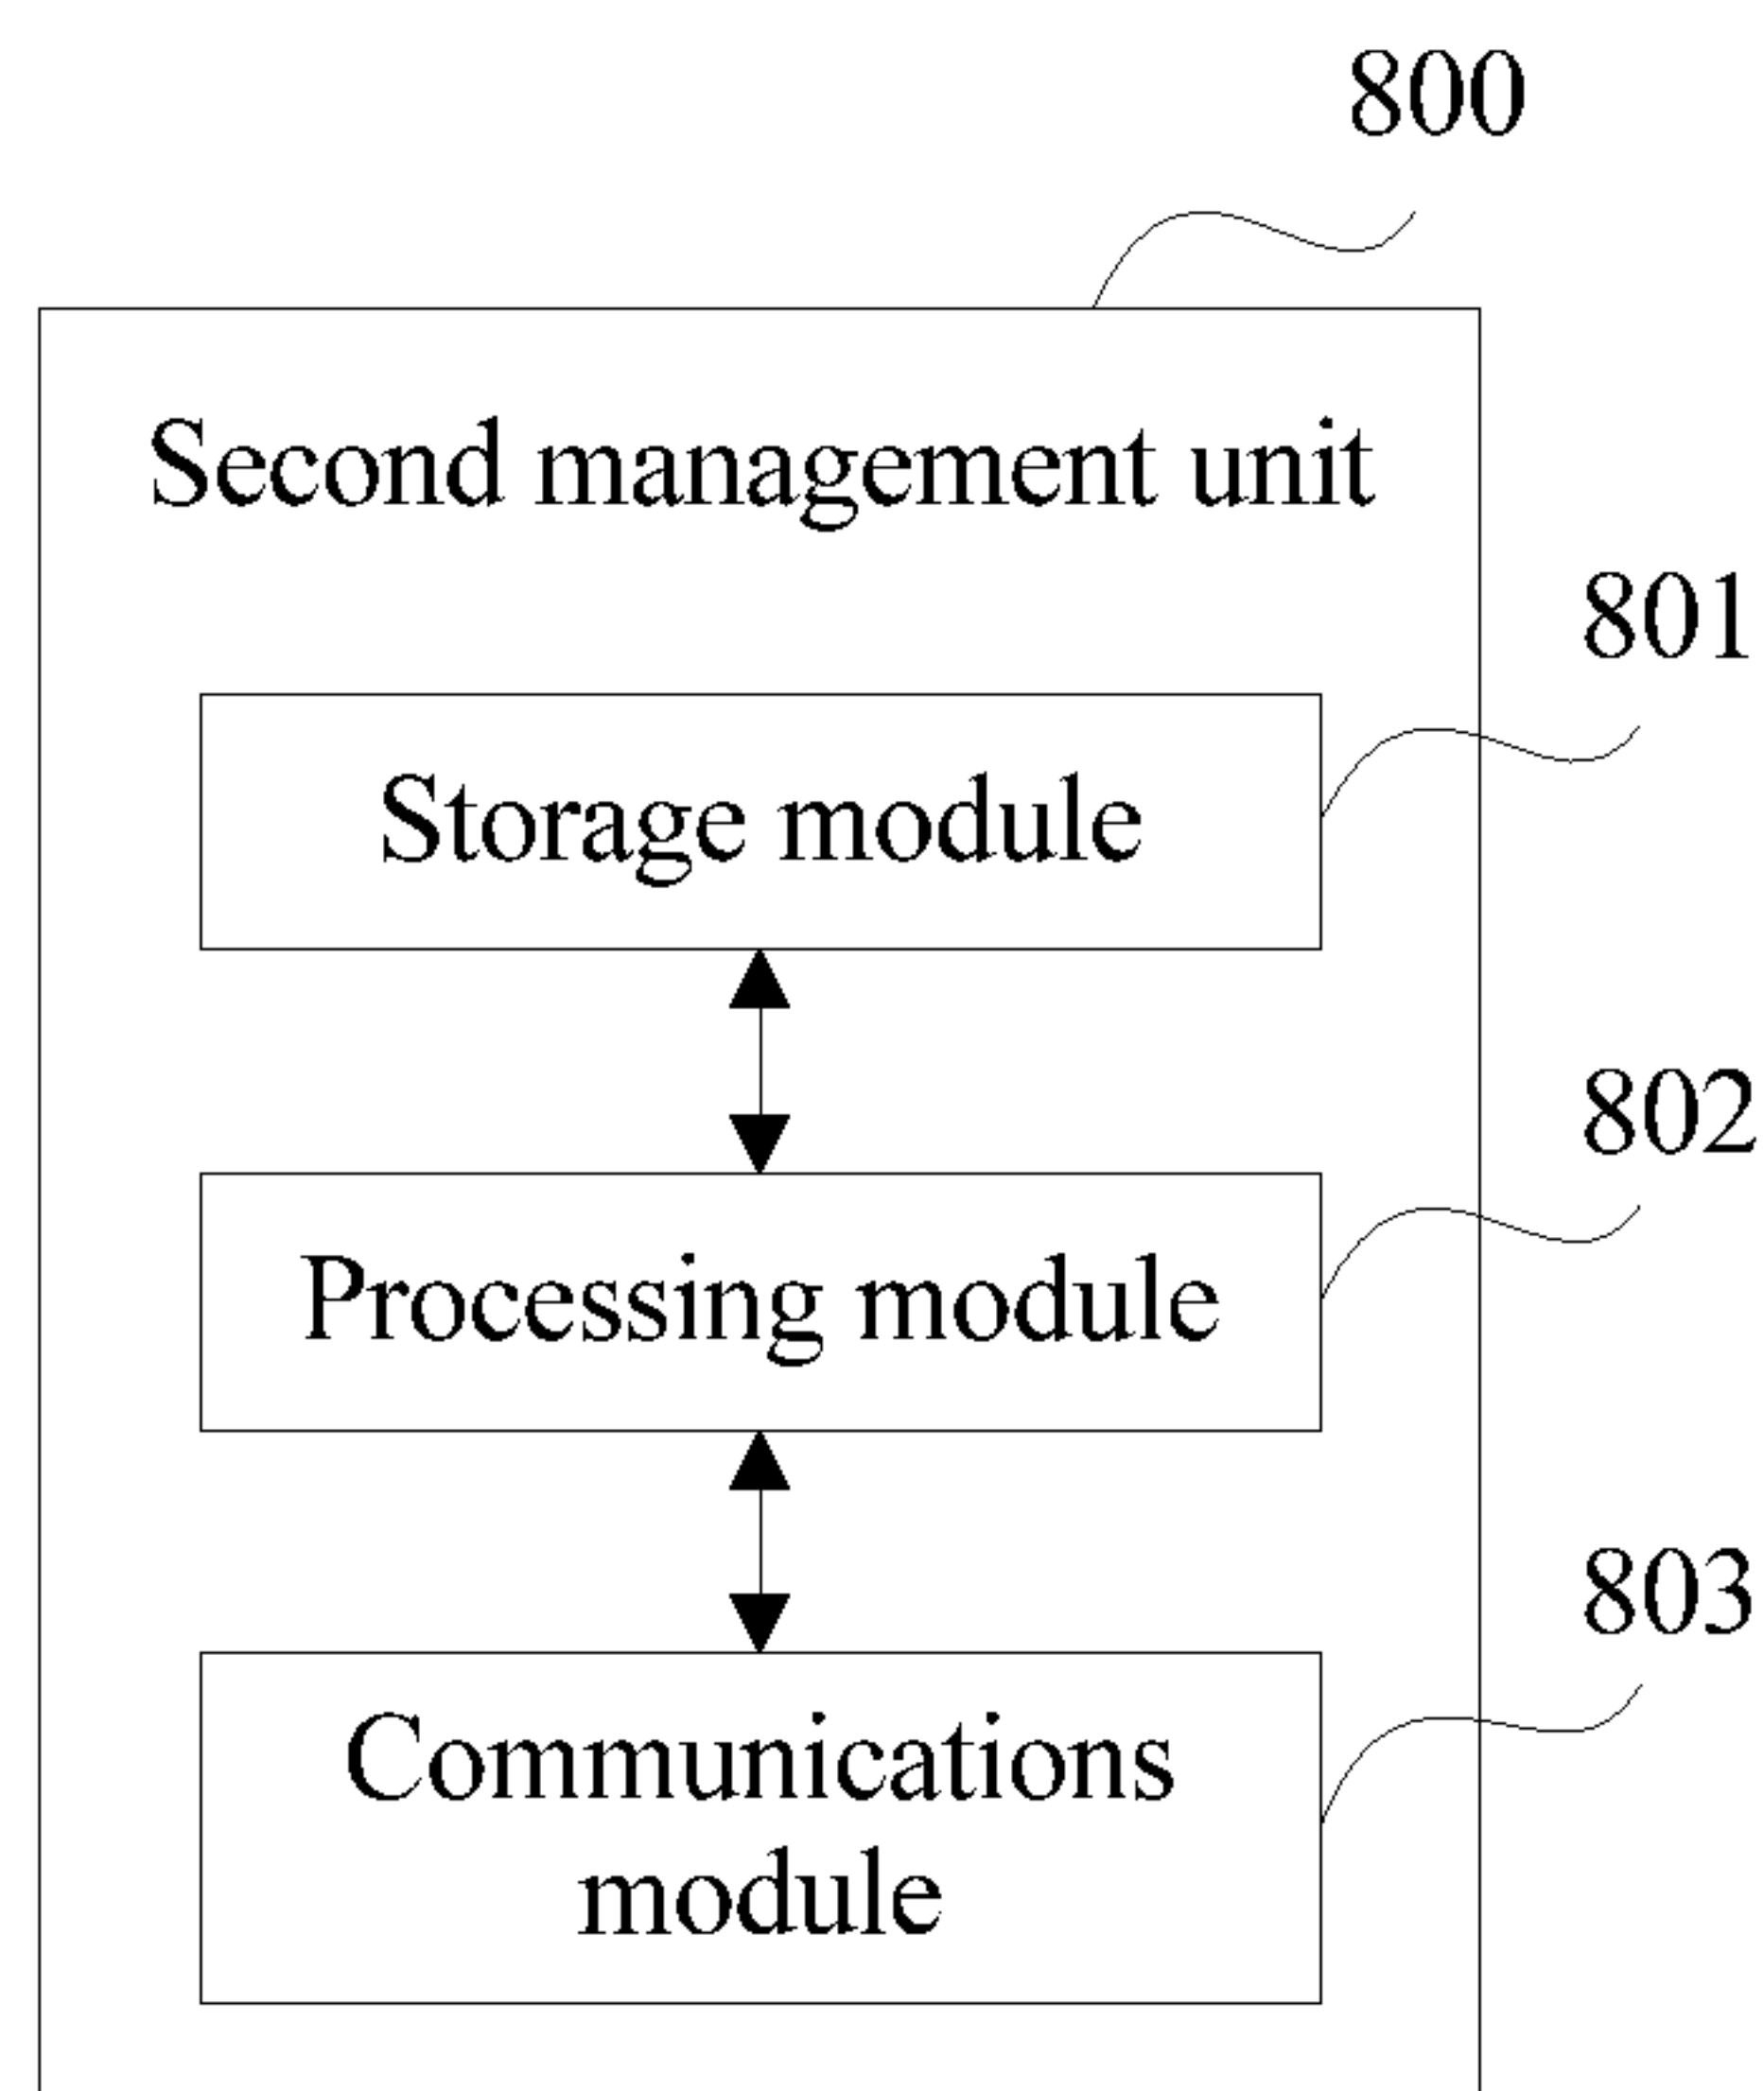 800
Second management unit
801
Storage module
802
Processing module
803
Communications
module